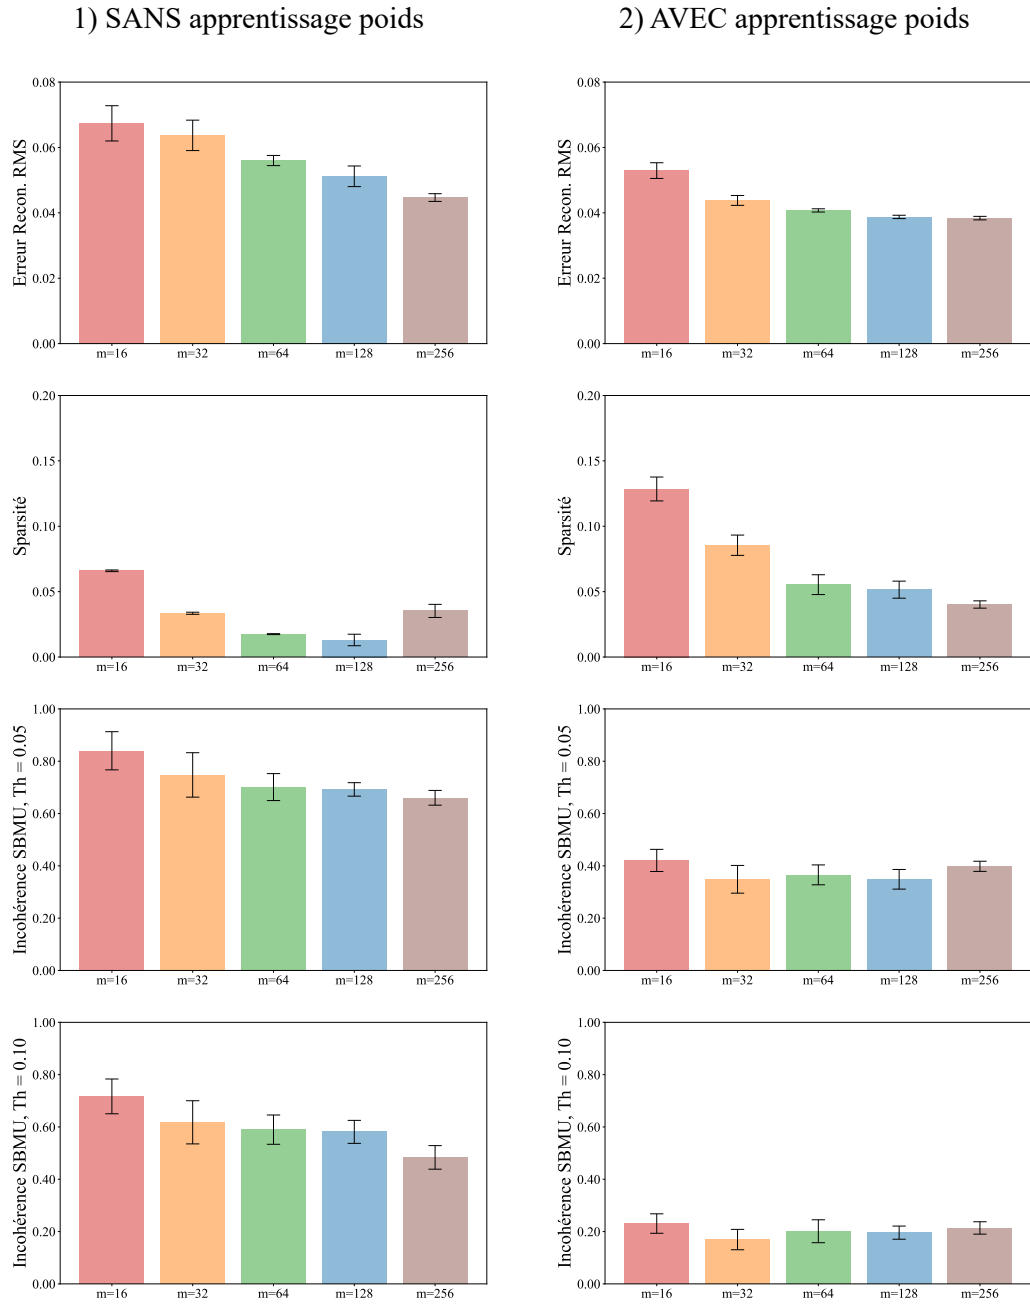 1) SANS apprentissage poids
2) AVEC apprentissage poids
Erreur Recon. RMS
0.08
0.06
0.04
0.02
0.00
m=16 m=32 m=64 m=128 m=256
Erreur Recon. RMS
0.08
0.06
0.04
0.02
0.00
m=16 m=32 m=64 m=128 m=256
Sparsité
0.20
0.15
0.10
0.05
0.00
m=16 m=32 m=64 m=128 m=256
Sparsité
0.20
0.15
0.10
0.05
0.00
m=16 m=32 m=64 m=128 m=256
Incohérence SBMU, Th = 0.05
1.00
0.80
0.60
0.40
0.20
0.00
m=16 m=32 m=64 m=128 m=256
Incohérence SBMU, Th = 0.05
1.00
0.80
0.60
0.40
0.20
0.00
m=16 m=32 m=64 m=128 m=256
Incohérence SBMU, Th = 0.10
1.00
0.80
0.60
0.40
0.20
0.00
m=16 m=32 m=64 m=128 m=256
Incohérence SBMU, Th = 0.10
1.00
0.80
0.60
0.40
0.20
0.00
m=16 m=32 m=64 m=128 m=256